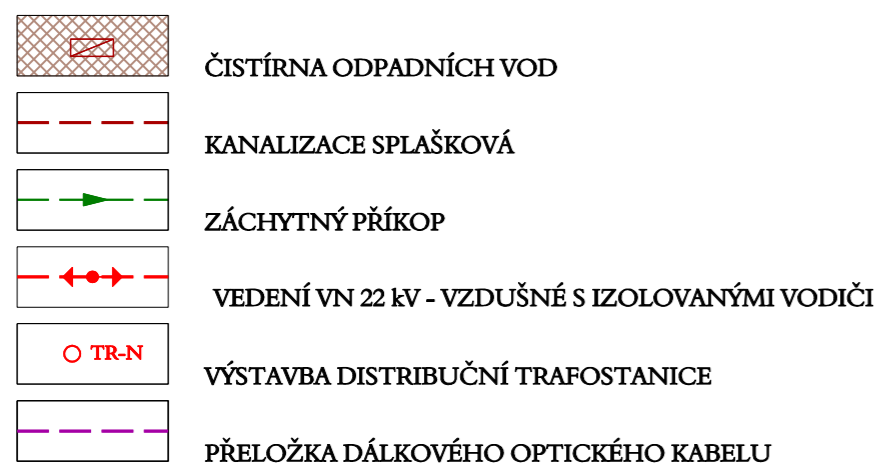 ČISTÍRNA ODPADNÍCH VOD
KANALIZACE SPLAŠKOVÁ
ZÁCHYTNÝ PŘÍKOP
VEDENÍ VN 22 kV - VZDUŠNÉ S IZOLOVANÝMI VODIČI
TR-N
VÝSTAVBA DISTRIBUČNÍ TRAFOSTANICE
PŘELOŽKA DÁLKOVÉHO OPTICKÉHO KABELU